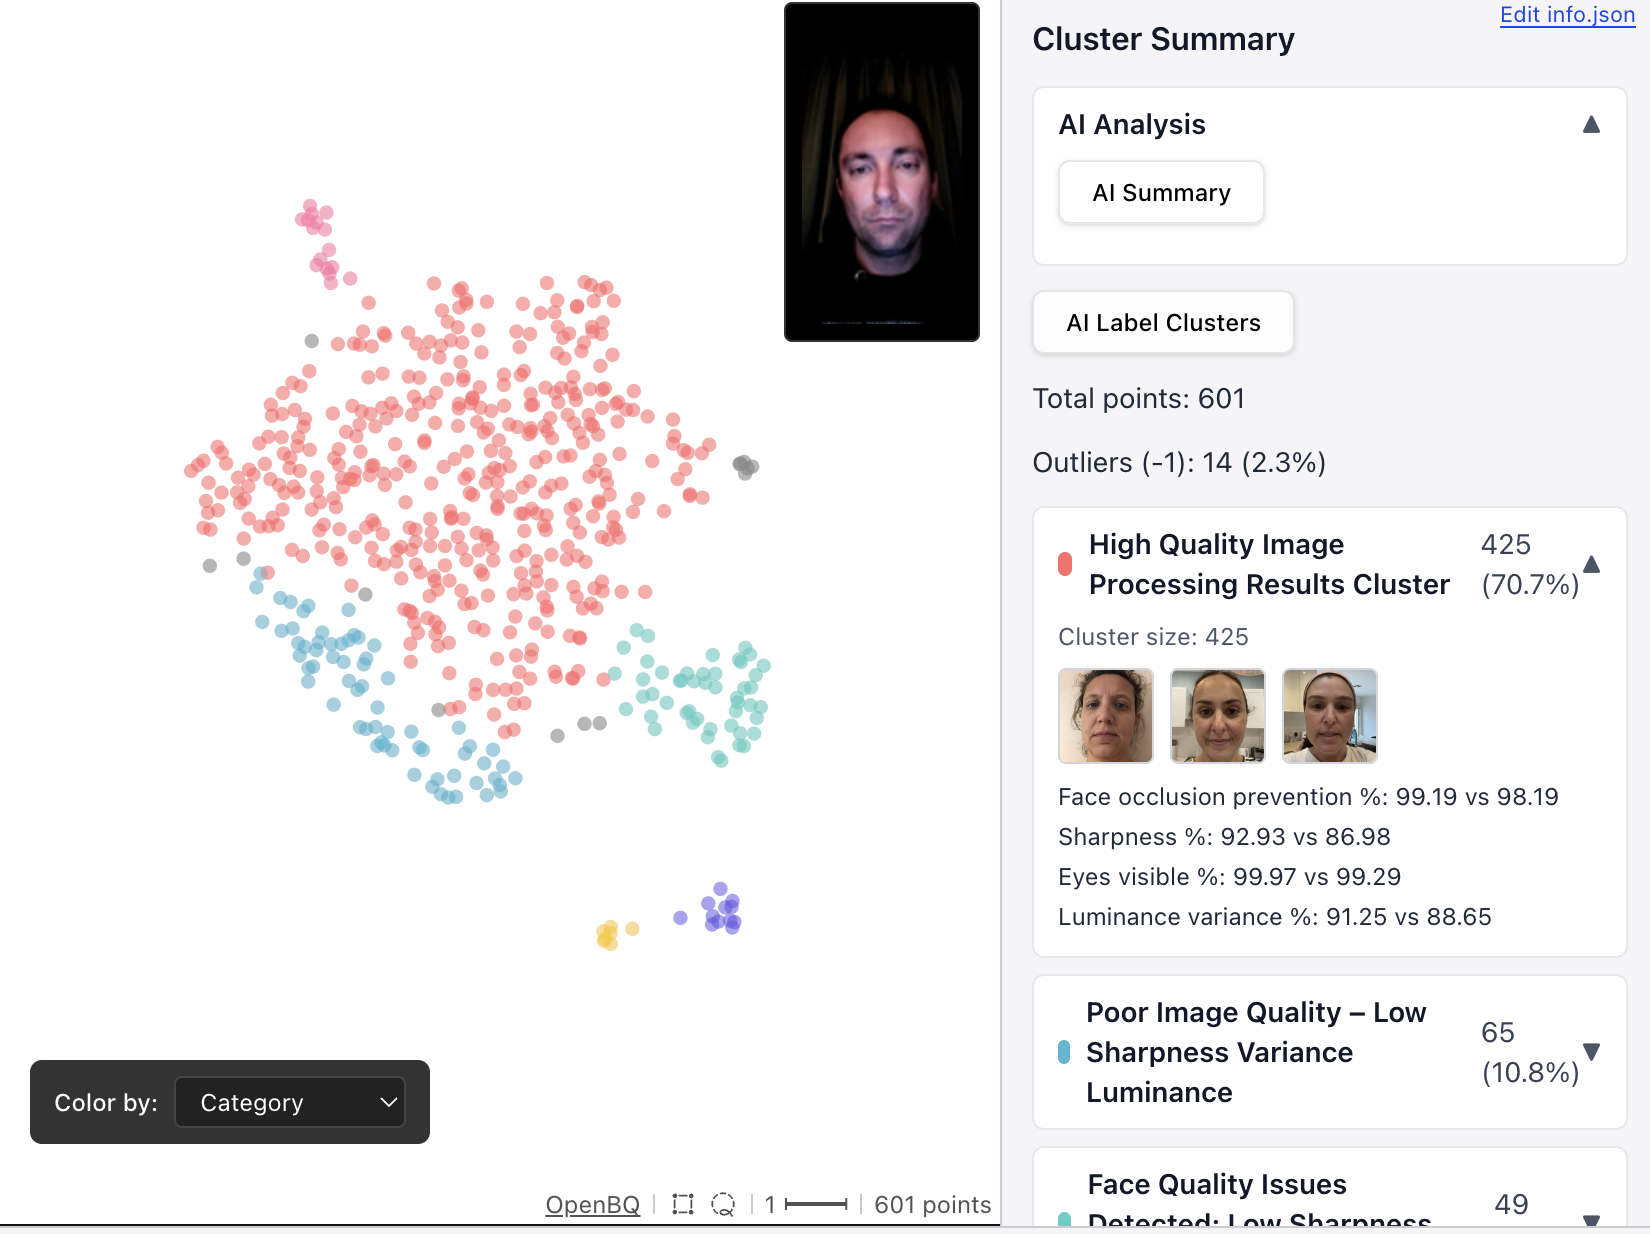 Edit info.json
Cluster Summary
AI Analysis
AI Summary
AI Label Clusters
Total points: 601
Outliers (-1): 14 (2.3%)
High Quality Image
Processing Results Cluster
425
(70.7%)
Cluster size: 425
Face occlusion prevention %: 99.19 vs 98.19
Sharpness %: 92.93 vs 86.98
Eyes visible %: 99.97 vs 99.29
Luminance variance %: 91.25 vs 88.65
Poor Image Quality – Low
Sharpness Variance
Luminance
65
(10.8%)
Face Quality Issues
Detected: Low Sharpness
49
Color by:
Category
OpenBQ
1
601 points